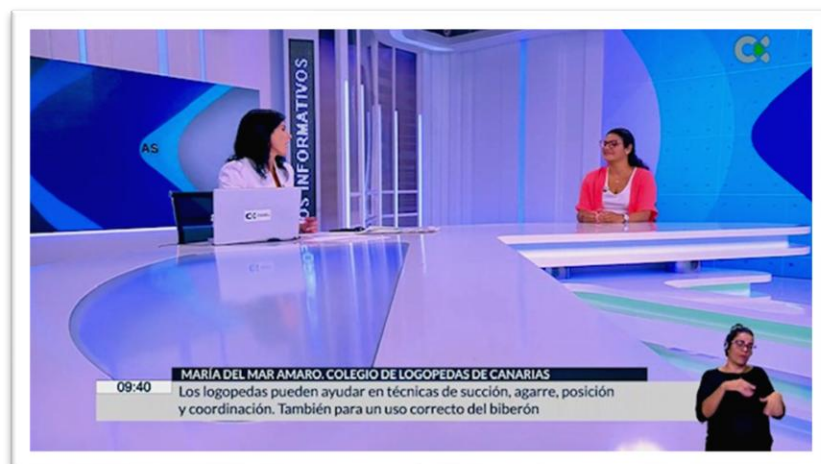 OS INFORMATIVOS
AS
MARÍA DEL MAR AMARO. COLEGIO DE LOGOPEDAS DE CANARIAS
09:40
Los logopedas pueden ayudar en técnicas de succión, agarre, posición
y coordinación. También para un uso correcto del biberón